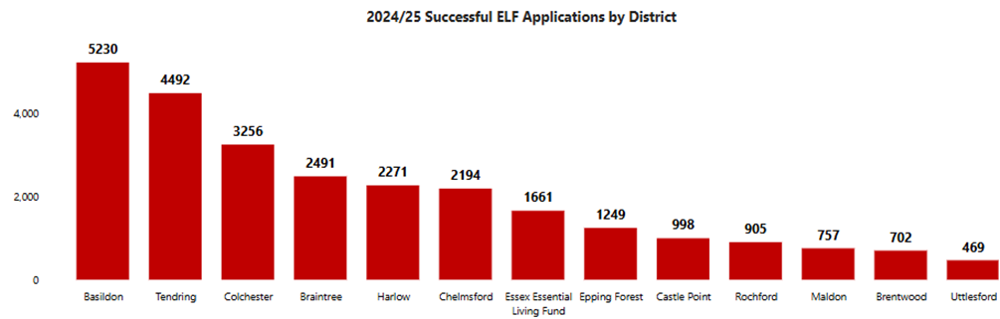 2024/25 Successful ELF Applications by District
5230
4492
4,000
3256
2491
2271
2194
2,000
1661
1249
998
905
757
702
469
0
Basildon
Tendring
Colchester
Braintree
Harlow
Chelmsford
Essex Essential
Living Fund
Epping Forest
Castle Point
Rochford
Maldon
Brentwood
Uttlesford